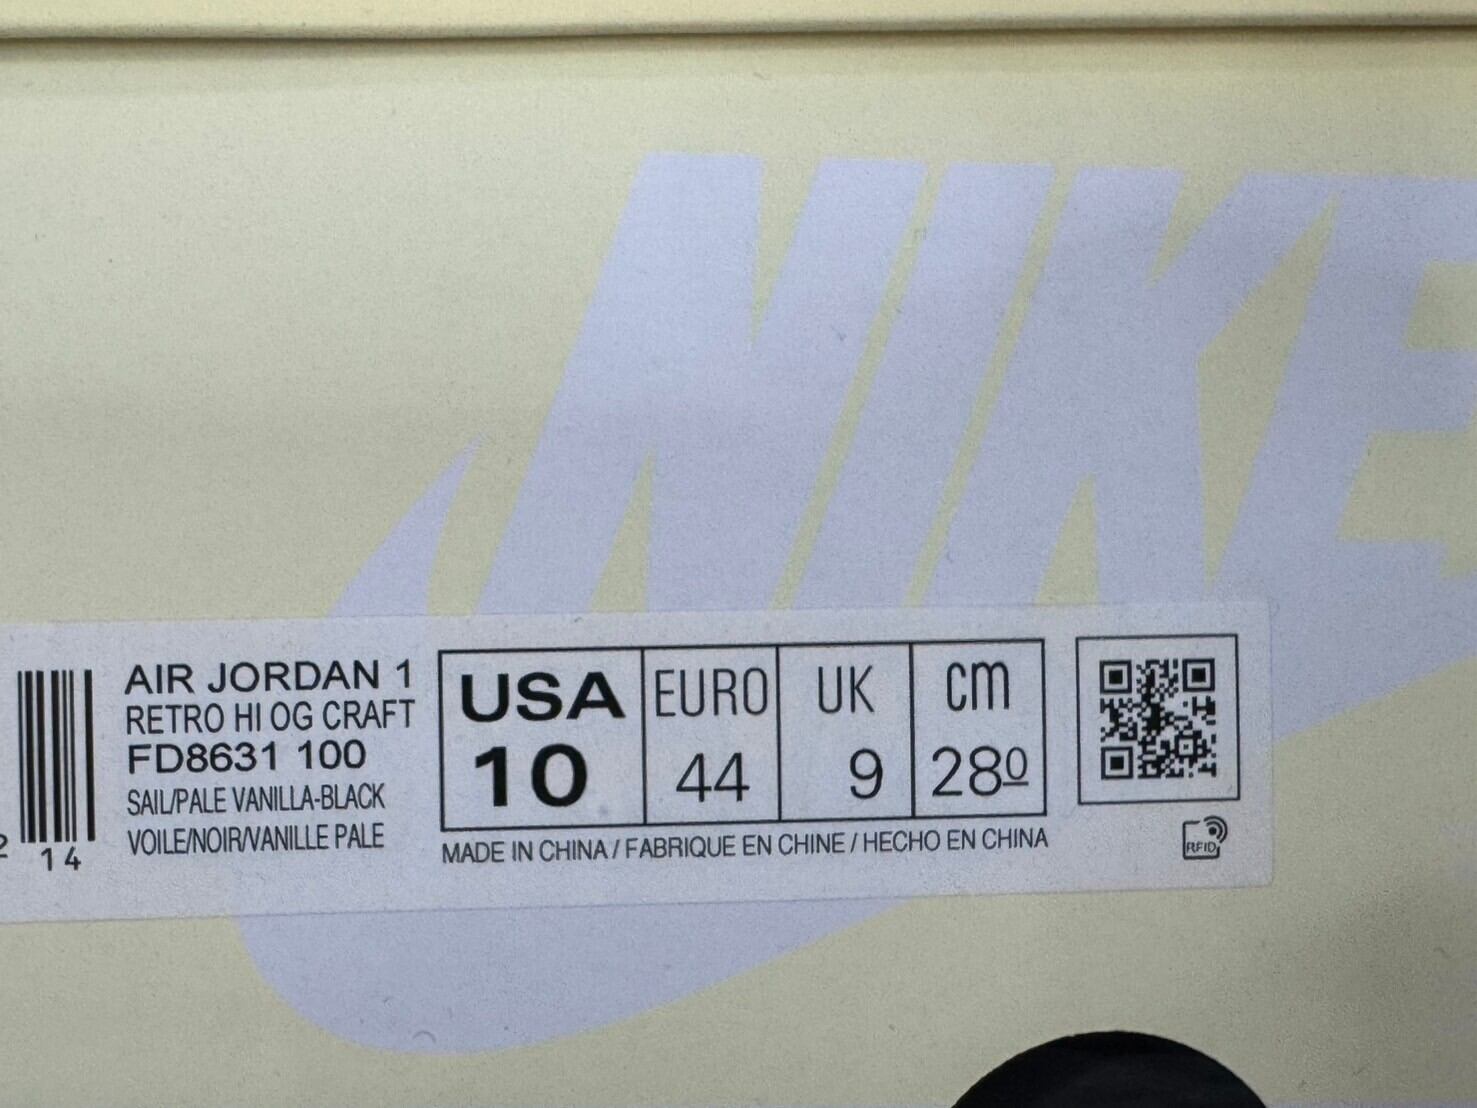 NIKE
AIR JORDAN 1
RETRO HI OG CRAFT
FD8631 100
SAIL/PALE VANILLA-BLACK
VOILE/NOIR/VANILLE PALE
2 14
USA EURO UK CM
10 44 9 280
MADE IN CHINA / FABRIQUE EN CHINE / HECHO EN CHINA
RFID